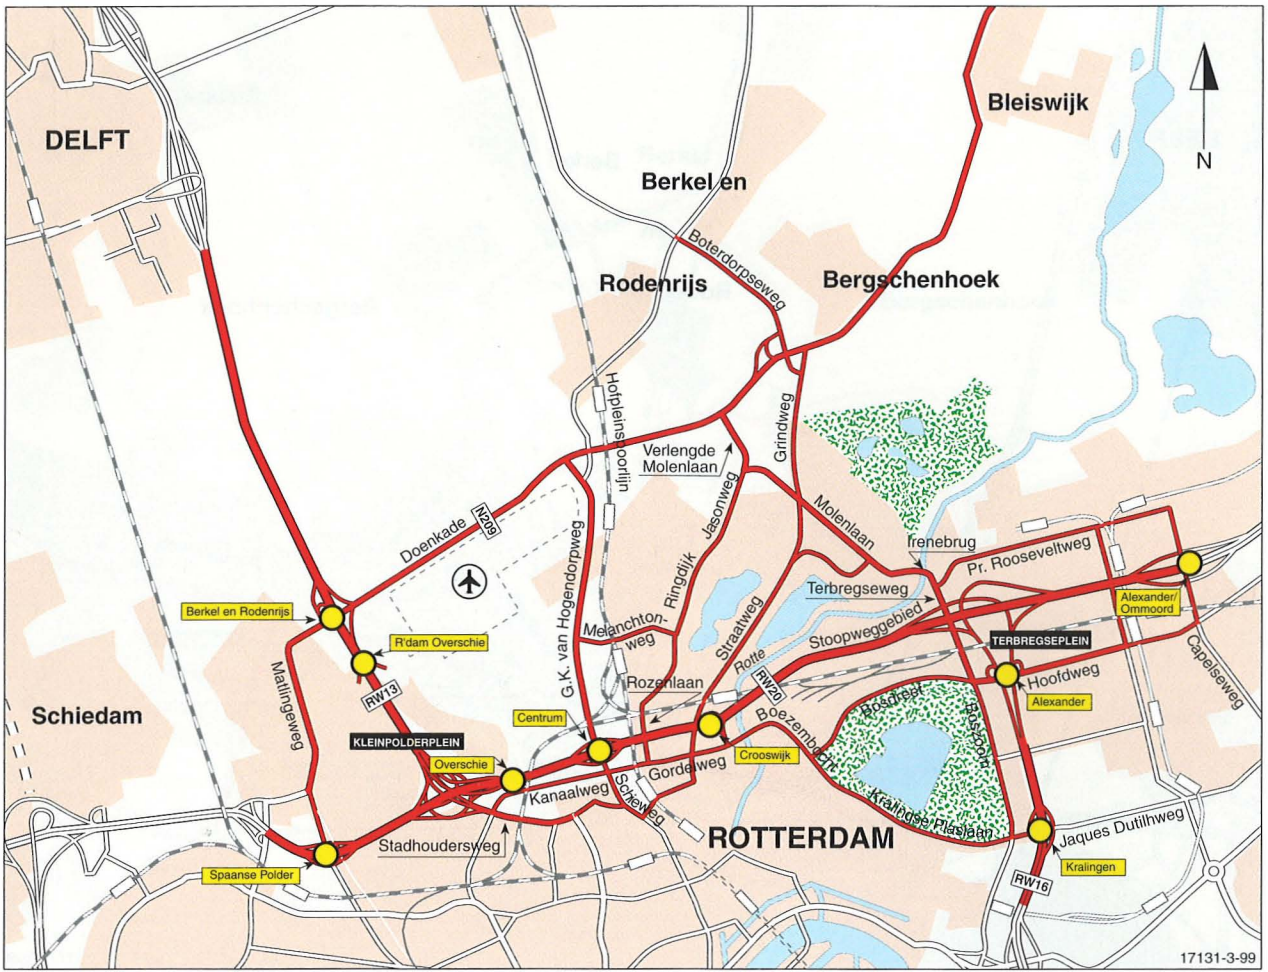 DELFT
Bleiswijk
N
Berkel en
Rodenrijs
Boterdorpseweg
Bergschenhoek
Hofpleinspoorlijn
Grindweg
Verlengde
Molenlaan
Doenkade
N209
Jasonweg
Molenlaan
Irenebrug
Pr. Rooseveltweg
G.K. van Hogendorpweg
Ringdijk
Terbregseweg
Alexander/
Ommoord
Berkel en Rodenrijs
R'dam Overschie
Melanchton-
weg
Straatweg
Stoopweggebied
TERBREGSEPLEIN
Capelseweg
Matlingeweg
RW13
Rozenlaan
Rotte
RW20
Hoofdweg
Alexander
Schiedam
KLEINPOLDERPLEIN
Centrum
Overschie
Bosdreef
Boszoom
Boezembocht
Crooswijk
Gordelweg
Kanaalweg
Schieweg
Kralingse Plaslaan
Jaques Dutilhweg
Stadhoudersweg
ROTTERDAM
Spaanse Polder
Kralingen
RW16
17131-3-99